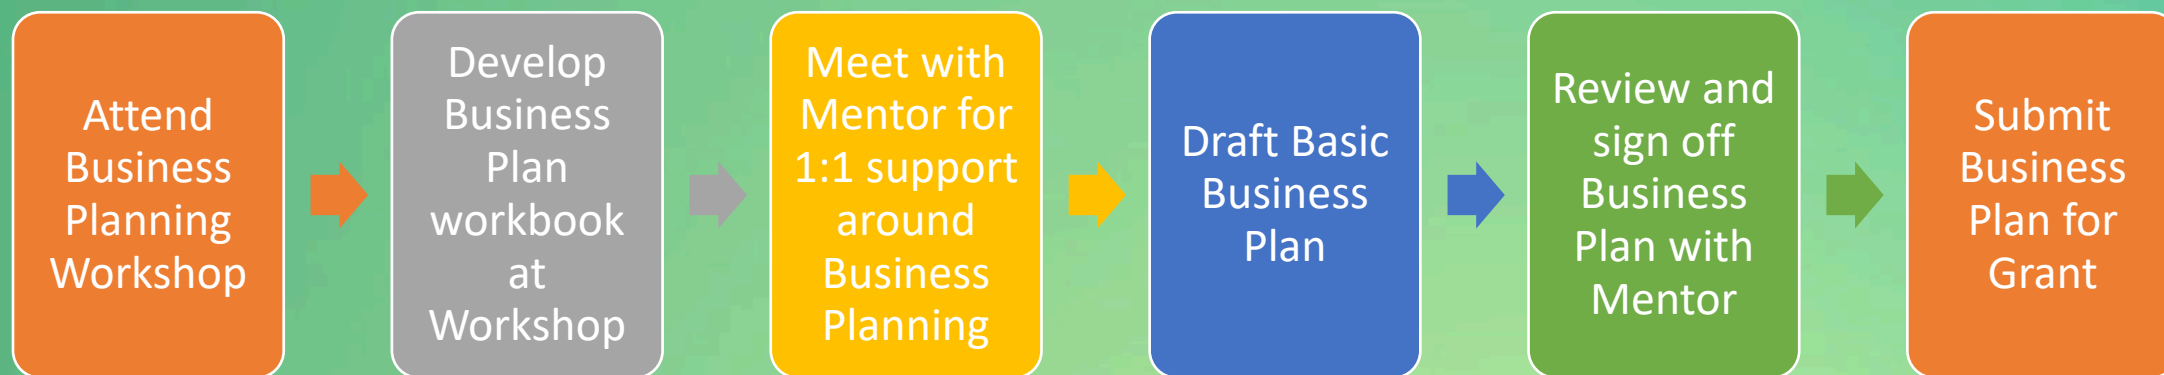 Attend
Business
Planning
Workshop
Develop
Business
Plan
workbook
at
Workshop
Meet with
Mentor for
1:1 support
around
Business
Planning
Draft Basic
Business
Plan
Review and
sign off
Business
Plan with
Mentor
Submit
Business
Plan for
Grant